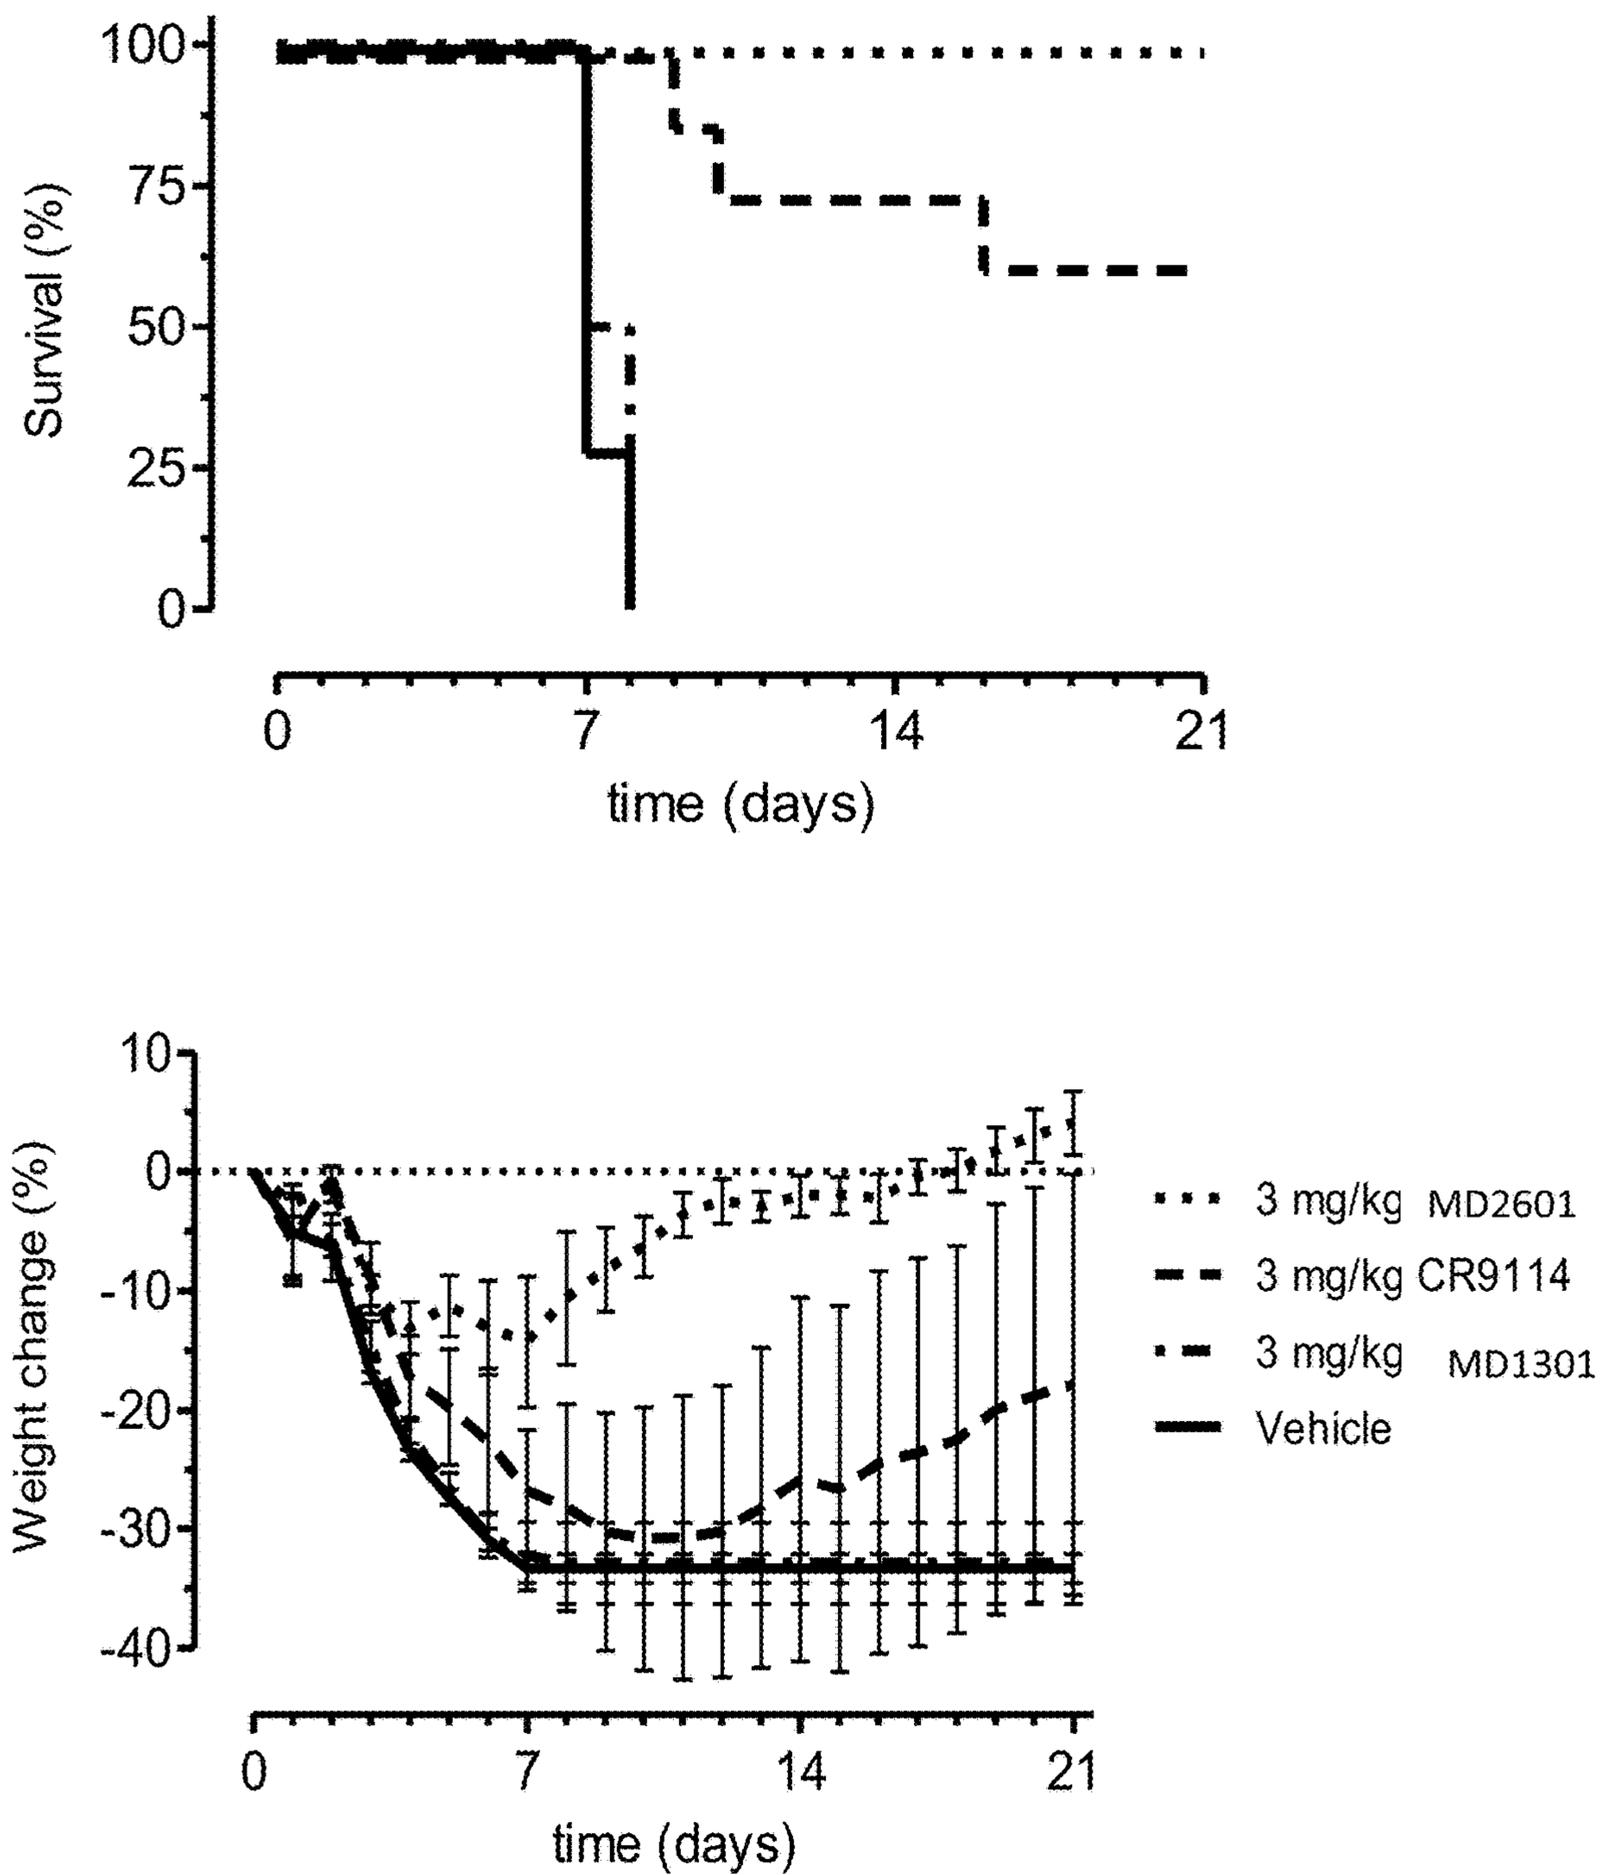 100
75
50
25
0
Survival (%)
0 7 14 21
time (days)
10
0
-10
-20
-30
-40
Weight change (%)
0 7 14 21
time (days)
3 mg/kg MD2601
3 mg/kg CR9114
3 mg/kg MD1301
Vehicle